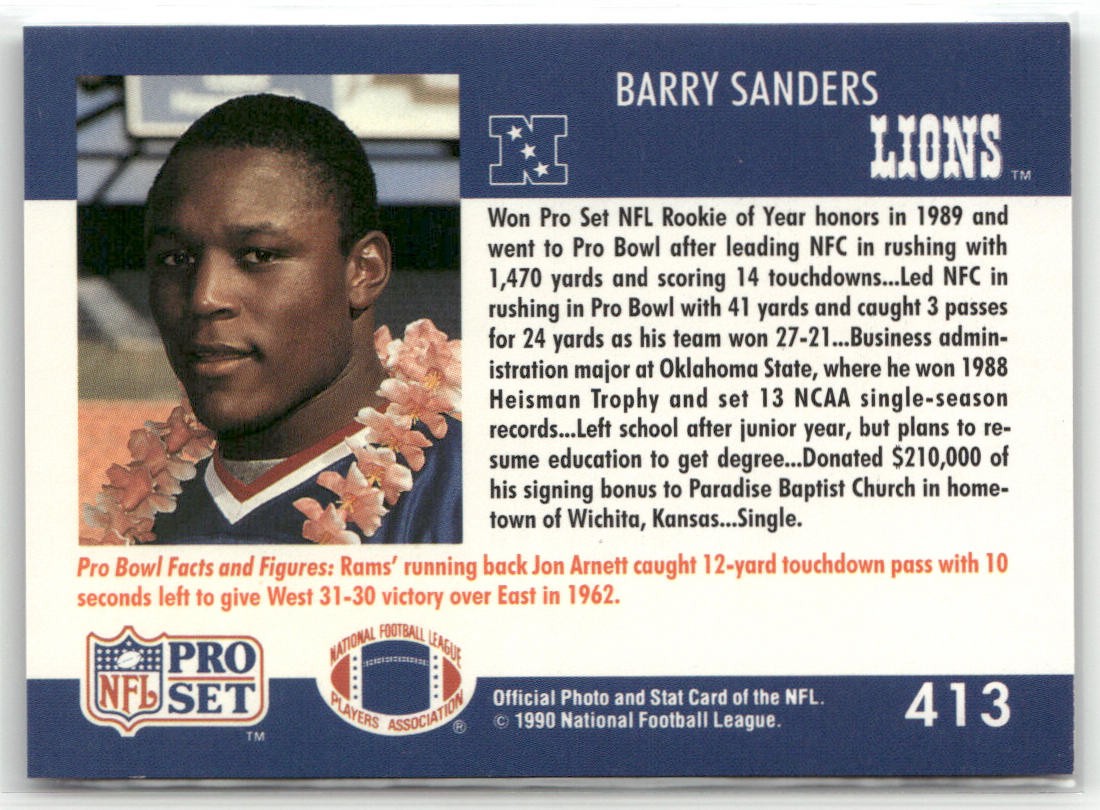 BARRY SANDERS
N
LIONS ™
Won Pro Set NFL Rookie of Year honors in 1989 and
went to Pro Bowl after leading NFC in rushing with
1,470 yards and scoring 14 touchdowns...Led NFC in
rushing in Pro Bowl with 41 yards and caught 3 passes
for 24 yards as his team won 27-21...Business admin-
istration major at Oklahoma State, where he won 1988
Heisman Trophy and set 13 NCAA single-season
records...Left school after junior year, but plans to re-
sume education to get degree...Donated $210,000 of
his signing bonus to Paradise Baptist Church in home-
town of Wichita, Kansas...Single.
Pro Bowl Facts and Figures: Rams' running back Jon Arnett caught 12-yard touchdown pass with 10
seconds left to give West 31-30 victory over East in 1962.
NFL
PRO
SET
™
NATIONAL FOOTBALL LEAGUE
PLAYERS ASSOCIATION
®
Official Photo and Stat Card of the NFL.
© 1990 National Football League.
413